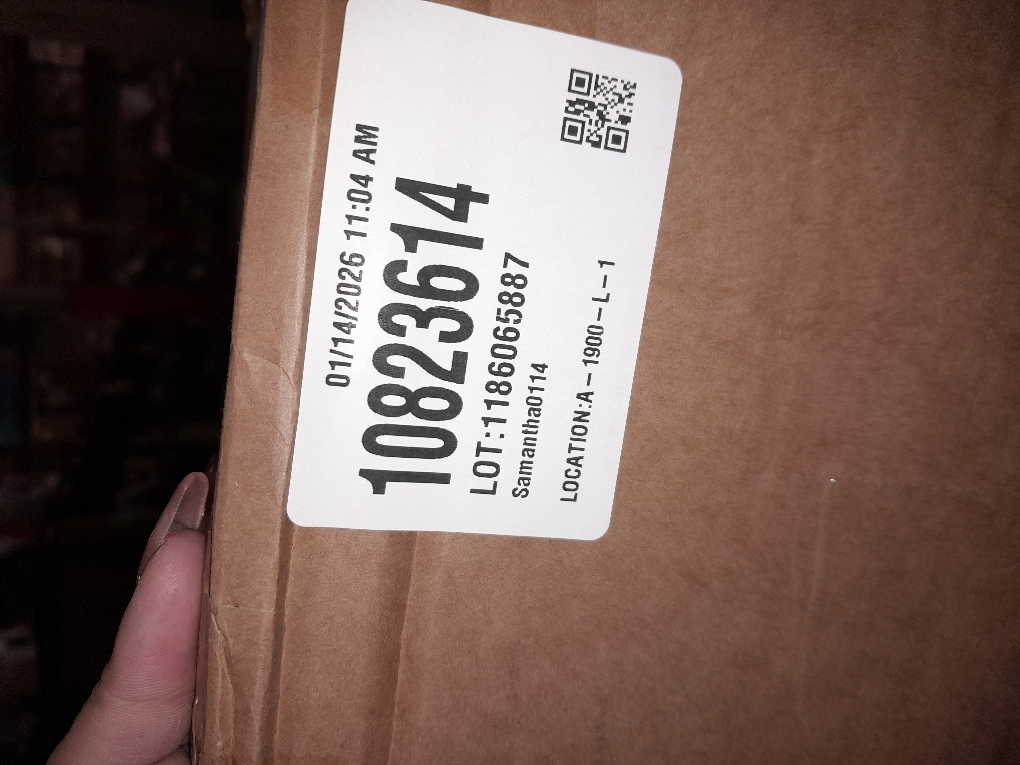 01/14/2026 11:04 AM
10823614
LOT:1186065887
Samantha0114
LOCATION:A-1900-L-1